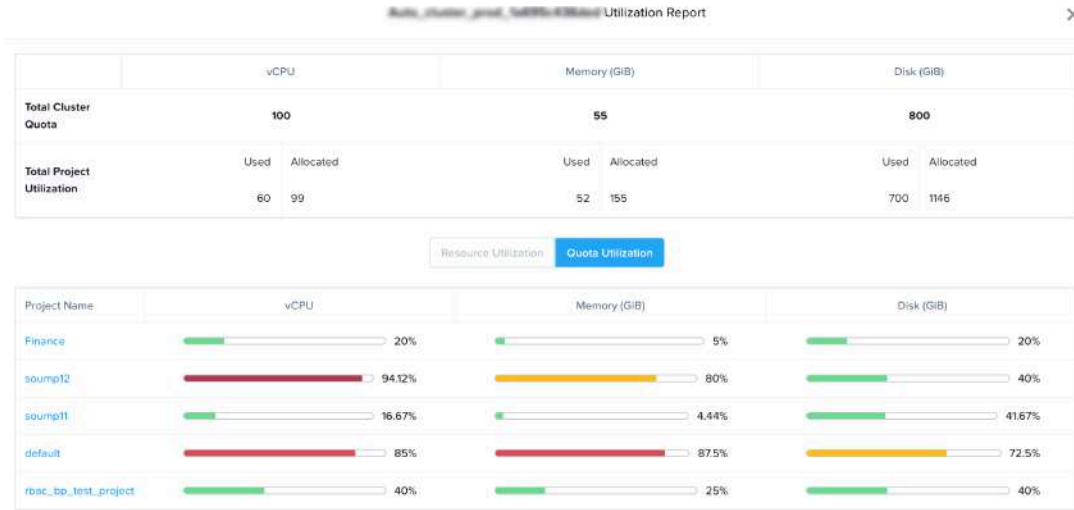 Utilization Report
vCPU Memory (GiB) Disk (GiB)
Total Cluster
Quota
100 55 800
Total Project
Utilization
Used Allocated Used Allocated Used Allocated
60 99 52 155 700 1146
Resource Utilization Quota Utilization
Project Name vCPU Memory (GiB) Disk (GiB)
Finance 20% 5% 20%
soump12 94.12% 80% 40%
soump11 16.67% 4.44% 41.67%
default 85% 87.5% 72.5%
rbac_bp_test_project 40% 25% 40%